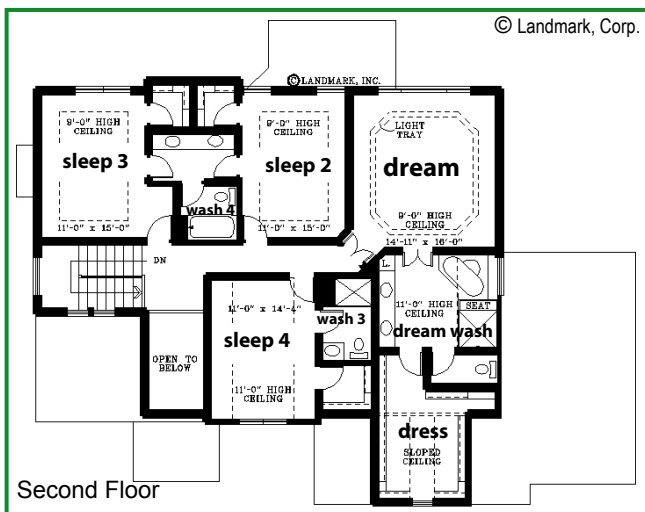 © Landmark, Corp.
© LANDMARK, INC.
9'-0" HIGH
CEILING
sleep 3
11'-0" x 15'-0"
9'-0" HIGH
CEILING
sleep 2
11'-0" x 15'-0"
LIGHT
TRAY
dream
9'-0" HIGH
CEILING
14'-11" x 16'-0"
wash 4
DN
L.
11'-0" x 14'-4"
sleep 4
11'-0" HIGH
CEILING
wash 3
11'-0" HIGH
CEILING
SEAT
dream wash
OPEN TO
BELOW
dress
SLOPED
CEILING
Second Floor